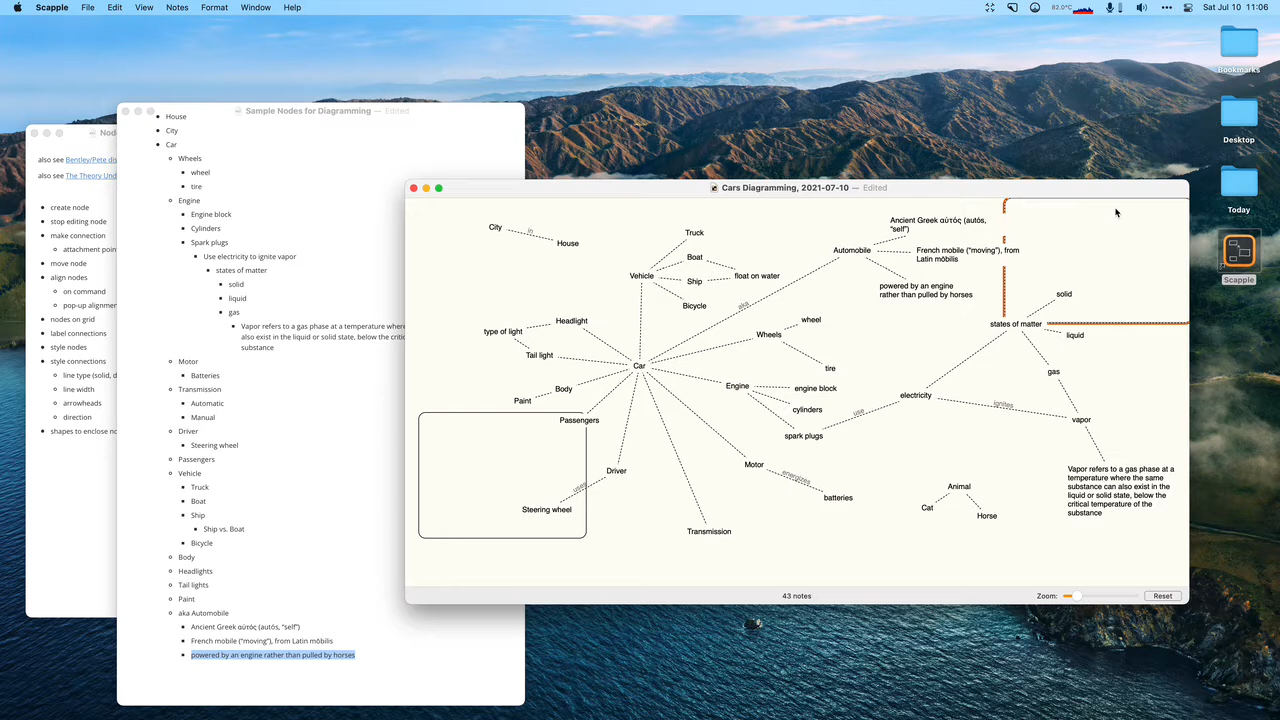 Scapple File Edit View Notes Format Window Help
82.0°C
Sat Jul 10 11:06
Bookmarks
Desktop
Today
Scapple
also see Bentley/Pete dis
also see The Theory Und
create node
stop editing node
make connection
attachment poin
move node
align nodes
on command
pop-up alignmen
nodes on grid
label connections
style nodes
style connections
line type (solid, d
line width
arrowheads
direction
shapes to enclose no
Sample Nodes for Diagramming — Edited
House
City
Car
Wheels
wheel
tire
Engine
Engine block
Cylinders
Spark plugs
Use electricity to ignite vapor
states of matter
solid
liquid
gas
Vapor refers to a gas phase at a temperature where
also exist in the liquid or solid state, below the critic
substance
Motor
Batteries
Transmission
Automatic
Manual
Driver
Steering wheel
Passengers
Vehicle
Truck
Boat
Ship
Ship vs. Boat
Bicycle
Body
Headlights
Tail lights
Paint
aka Automobile
Ancient Greek αὐτός (autós, “self”)
French mobile (“moving”), from Latin mōbilis
powered by an engine rather than pulled by horses
Cars Diagramming, 2021-07-10 — Edited
City
in
House
Truck
Boat
Vehicle
Ship
float on water
Bicycle
Ancient Greek αὐτός (autós,
“self”)
Automobile
French mobile (“moving”), from
Latin mōbilis
powered by an engine
rather than pulled by horses
aka
solid
states of matter
liquid
gas
Headlight
type of light
Tail light
wheel
Wheels
tire
Car
Body
Paint
Passengers
Engine
engine block
cylinders
spark plugs
use
electricity
ignites
vapor
Driver
uses
Steering wheel
Motor
energizes
batteries
Transmission
Animal
Cat
Horse
Vapor refers to a gas phase at a
temperature where the same
substance can also exist in the
liquid or solid state, below the
critical temperature of the
substance
43 notes
Zoom:
Reset